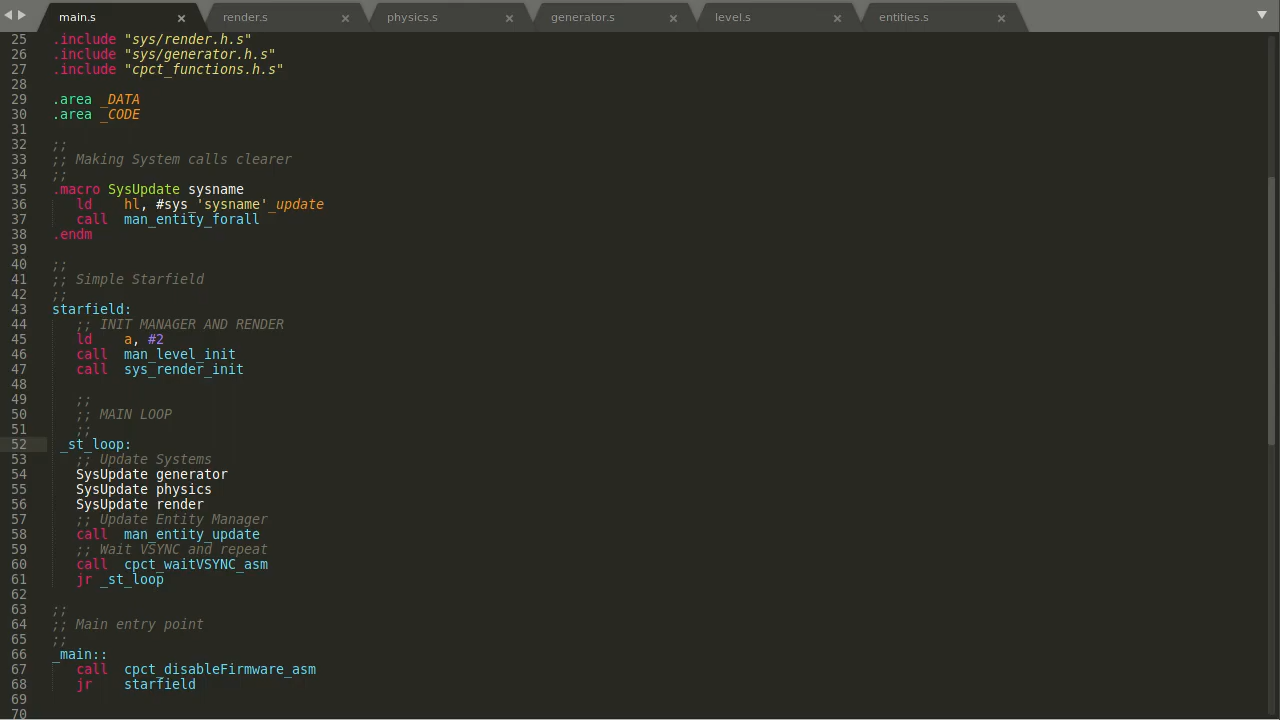 main.s × render.s × physics.s × generator.s × level.s × entities.s ×
25 .include "sys/render.h.s"
26 .include "sys/generator.h.s"
27 .include "cpct_functions.h.s"
28
29 .area _DATA
30 .area _CODE
31
32 ;;
33 ;; Making System calls clearer
34 ;;
35 .macro SysUpdate sysname
36    ld    hl, #sys_'sysname'_update
37    call  man_entity_forall
38 .endm
39
40 ;;
41 ;; Simple Starfield
42 ;;
43 starfield:
44    ;; INIT MANAGER AND RENDER
45    ld    a, #2
46    call  man_level_init
47    call  sys_render_init
48
49    ;;
50    ;; MAIN LOOP
51    ;;
52  _st_loop:
53    ;; Update Systems
54    SysUpdate generator
55    SysUpdate physics
56    SysUpdate render
57    ;; Update Entity Manager
58    call  man_entity_update
59    ;; Wait VSYNC and repeat
60    call  cpct_waitVSYNC_asm
61    jr _st_loop
62
63 ;;
64 ;; Main entry point
65 ;;
66 _main::
67    call  cpct_disableFirmware_asm
68    jr    starfield
69
70